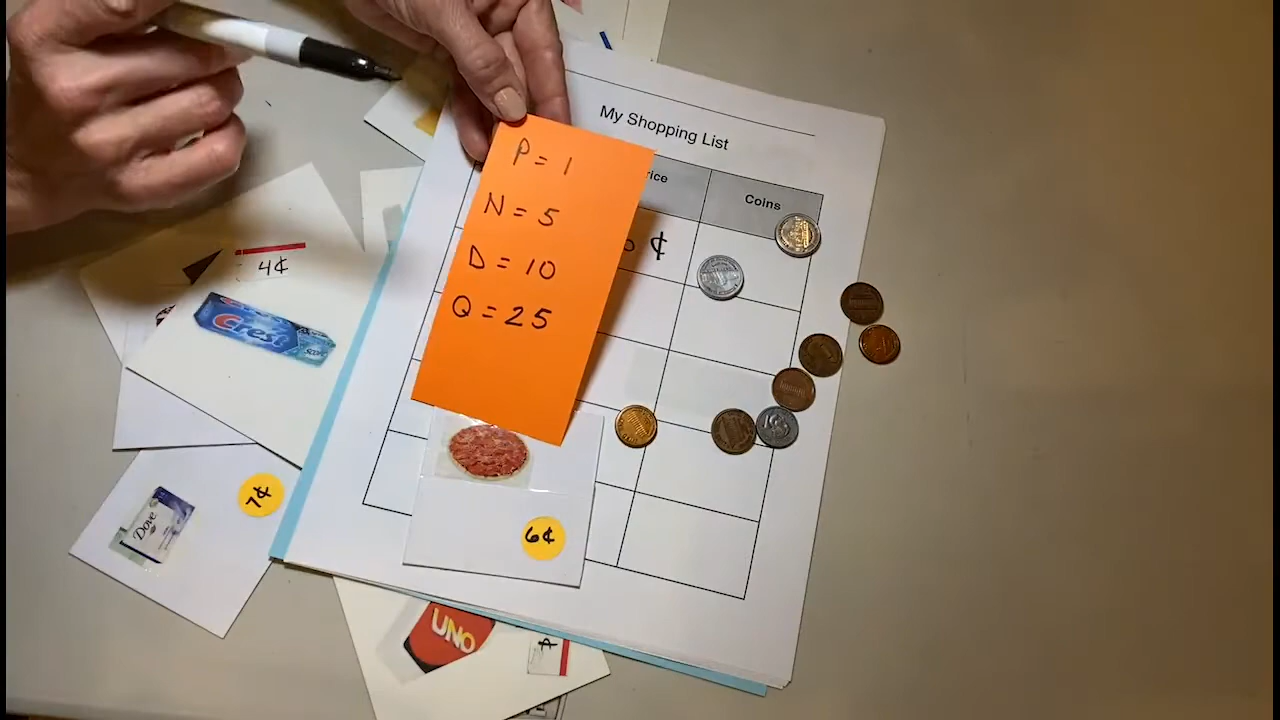 My Shopping List
rice
Coins
¢
P = 1
N = 5
D = 10
Q = 25
4¢
Crest
7¢
Dove
6¢
UNO